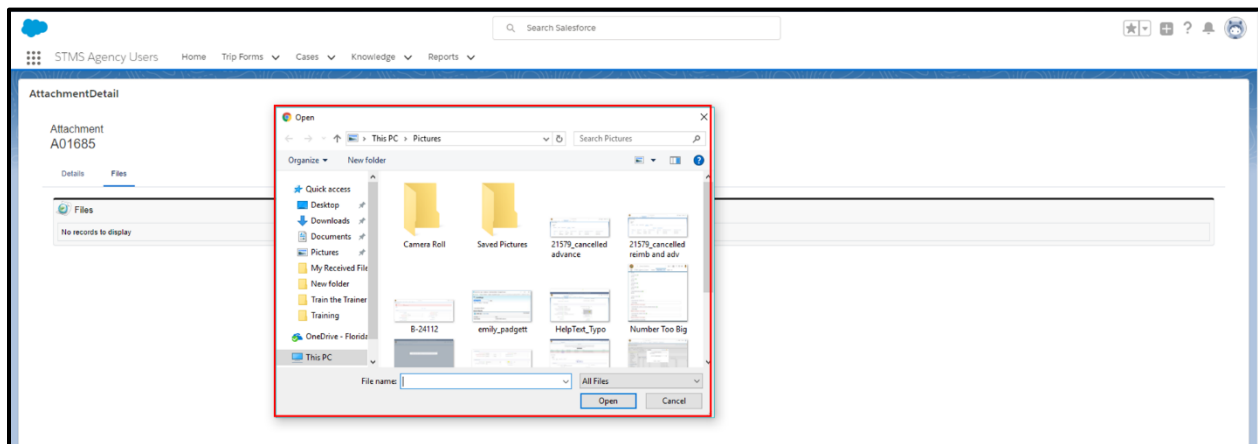 Search Salesforce
STMS Agency Users Home Trip Forms Cases Knowledge Reports
AttachmentDetail
Attachment
A01685
Details Files
Files
No records to display
Open
This PC > Pictures
Search Pictures
Organize New folder
Quick access
Desktop
Downloads
Documents
Pictures
My Received File
New folder
Train the Trainer
Training
OneDrive - Florida
This PC
Camera Roll
Saved Pictures
21579_cancelled
advance
21579_cancelled
reimb and adv
B-24112
emily_padgett
HelpText_Typo
Number Too Big
File name:
All Files
Open Cancel